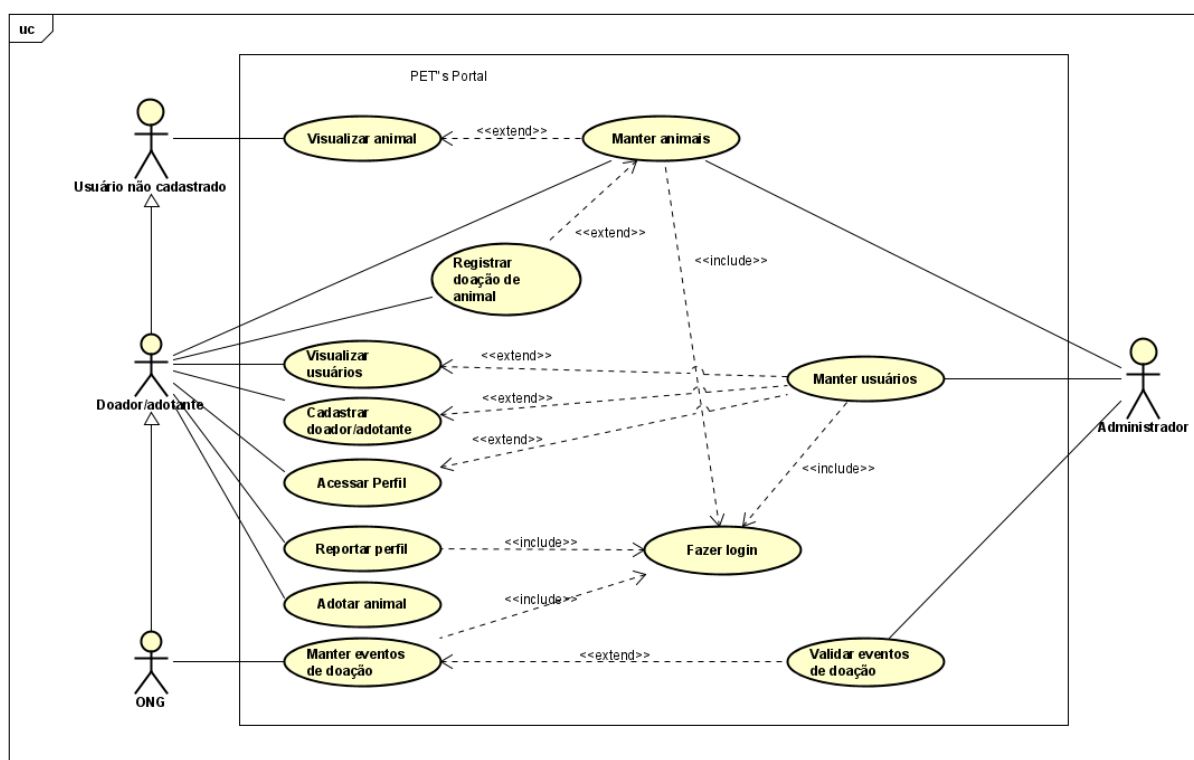 uc
PET"s Portal
Visualizar animal
<<extend>>
Manter animais
Usuário não cadastrado
<<extend>>
Registrar
doação de
animal
<<include>>
Visualizar
usuários
<<extend>>
Manter usuários
Doador/adotante
Cadastrar
doador/adotante
<<extend>>
Administrador
<<extend>>
Acessar Perfil
<<include>>
Reportar perfil
<<include>>
Fazer login
Adotar animal
<<include>>
Manter eventos
de doação
<<extend>>
Validar eventos
de doação
ONG